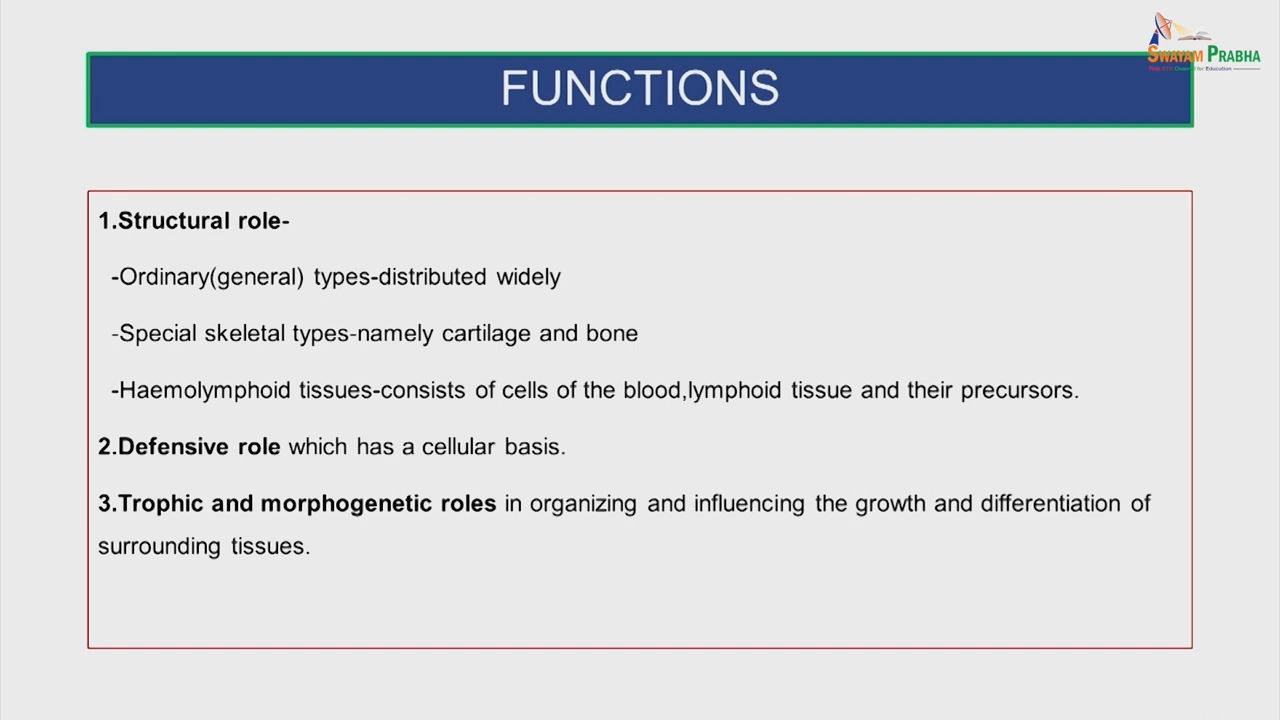 SWAYAM PRABHA
FUNCTIONS
1.Structural role-
-Ordinary(general) types-distributed widely
-Special skeletal types-namely cartilage and bone
-Haemolymphoid tissues-consists of cells of the blood,lymphoid tissue and their precursors.
2.Defensive role which has a cellular basis.
3.Trophic and morphogenetic roles in organizing and influencing the growth and differentiation of
surrounding tissues.